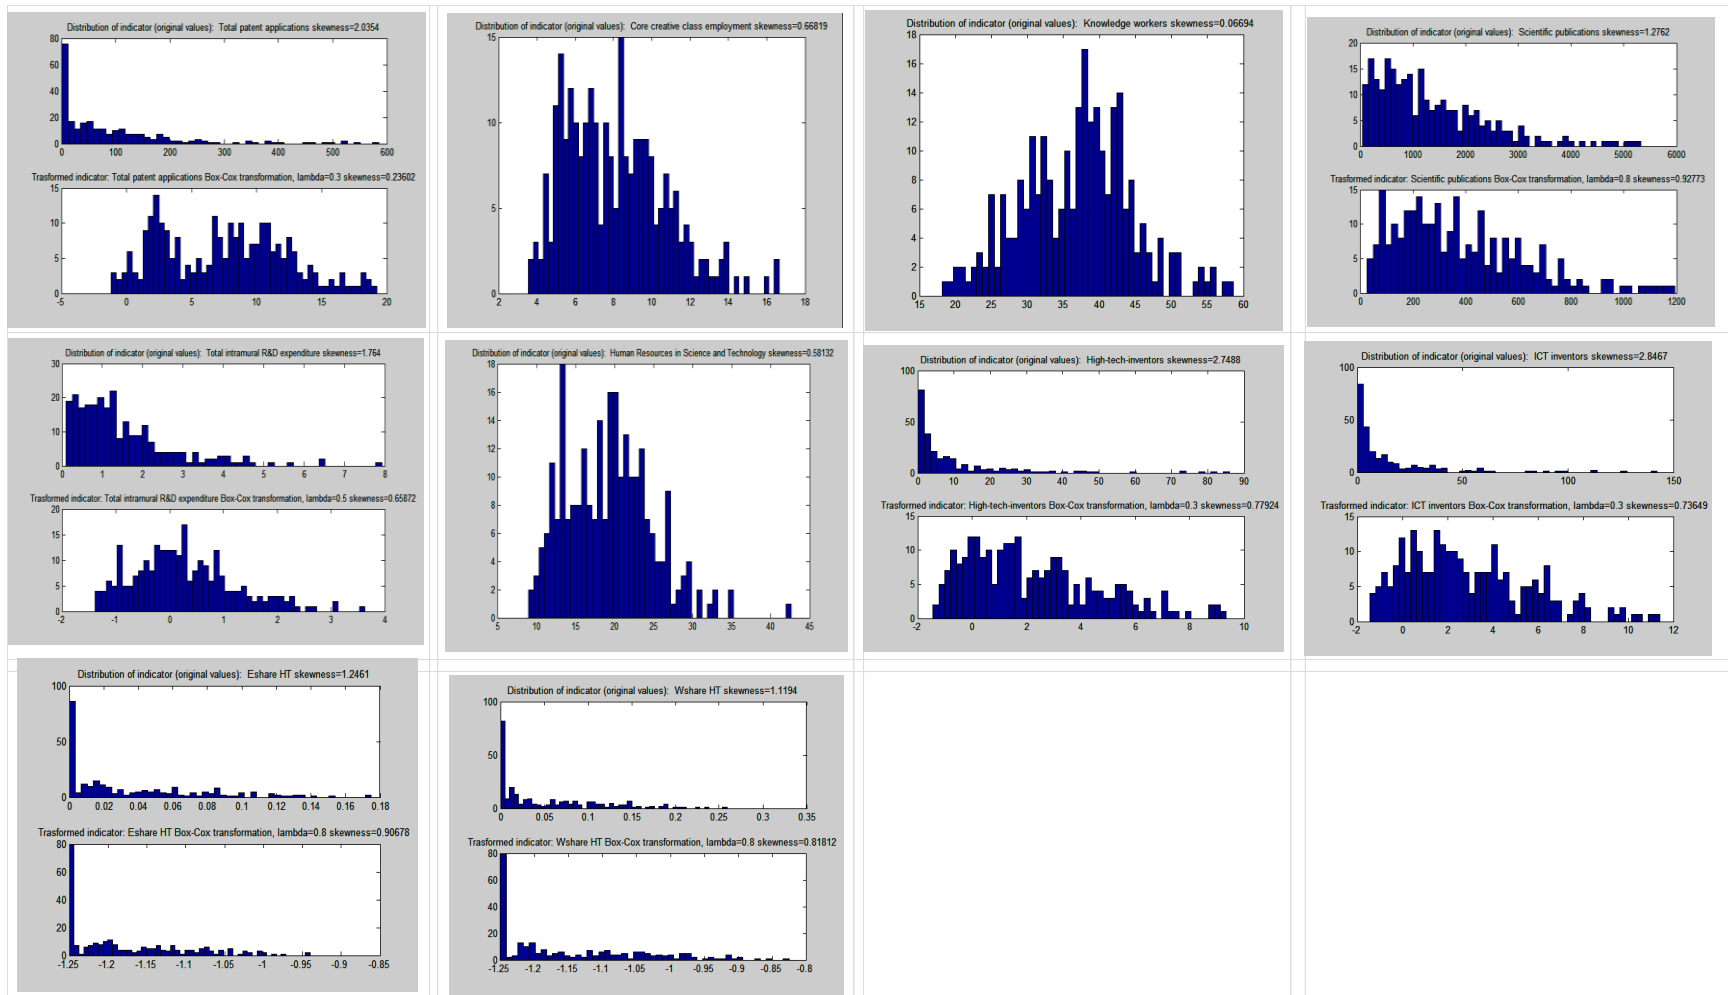 Distribution of indicator (original values):  Total patent applications skewness=2.0354
80
60
40
20
0
0 100 200 300 400 500 600
Trasformed indicator: Total patent applications Box-Cox transformation, lambda=0.3 skewness=0.23602
15
10
5
0
-5 0 5 10 15 20
Distribution of indicator (original values):  Core creative class employment skewness=0.66819
15
10
5
0
2 4 6 8 10 12 14 16 18
Distribution of indicator (original values):  Knowledge workers skewness=0.06694
18
16
14
12
10
8
6
4
2
0
15 20 25 30 35 40 45 50 55 60
Distribution of indicator (original values):  Scientific publications skewness=1.2762
20
15
10
5
0
0 1000 2000 3000 4000 5000 6000
Trasformed indicator: Scientific publications Box-Cox transformation, lambda=0.8 skewness=0.92773
15
10
5
0
0 200 400 600 800 1000 1200
Distribution of indicator (original values):  Total intramural R&D expenditure skewness=1.764
30
20
10
0
0 1 2 3 4 5 6 7 8
Trasformed indicator: Total intramural R&D expenditure Box-Cox transformation, lambda=0.5 skewness=0.65872
20
15
10
5
0
-2 -1 0 1 2 3 4
Distribution of indicator (original values):  Human Resources in Science and Technology skewness=0.58132
18
16
14
12
10
8
6
4
2
0
5 10 15 20 25 30 35 40 45
Distribution of indicator (original values):  High-tech-inventors skewness=2.7488
100
50
0
0 10 20 30 40 50 60 70 80 90
Trasformed indicator: High-tech-inventors Box-Cox transformation, lambda=0.3 skewness=0.77924
15
10
5
0
-2 0 2 4 6 8 10
Distribution of indicator (original values):  ICT inventors skewness=2.8467
100
50
0
0 50 100 150
Trasformed indicator: ICT inventors Box-Cox transformation, lambda=0.3 skewness=0.73649
15
10
5
0
-2 0 2 4 6 8 10 12
Distribution of indicator (original values):  Eshare HT skewness=1.2461
100
50
0
0 0.02 0.04 0.06 0.08 0.1 0.12 0.14 0.16 0.18
Trasformed indicator: Eshare HT Box-Cox transformation, lambda=0.8 skewness=0.90678
80
60
40
20
0
-1.25 -1.2 -1.15 -1.1 -1.05 -1 -0.95 -0.9 -0.85
Distribution of indicator (original values):  Wshare HT skewness=1.1194
100
50
0
0 0.05 0.1 0.15 0.2 0.25 0.3 0.35
Trasformed indicator: Wshare HT Box-Cox transformation, lambda=0.8 skewness=0.81812
80
60
40
20
0
-1.25 -1.2 -1.15 -1.1 -1.05 -1 -0.95 -0.9 -0.85 -0.8